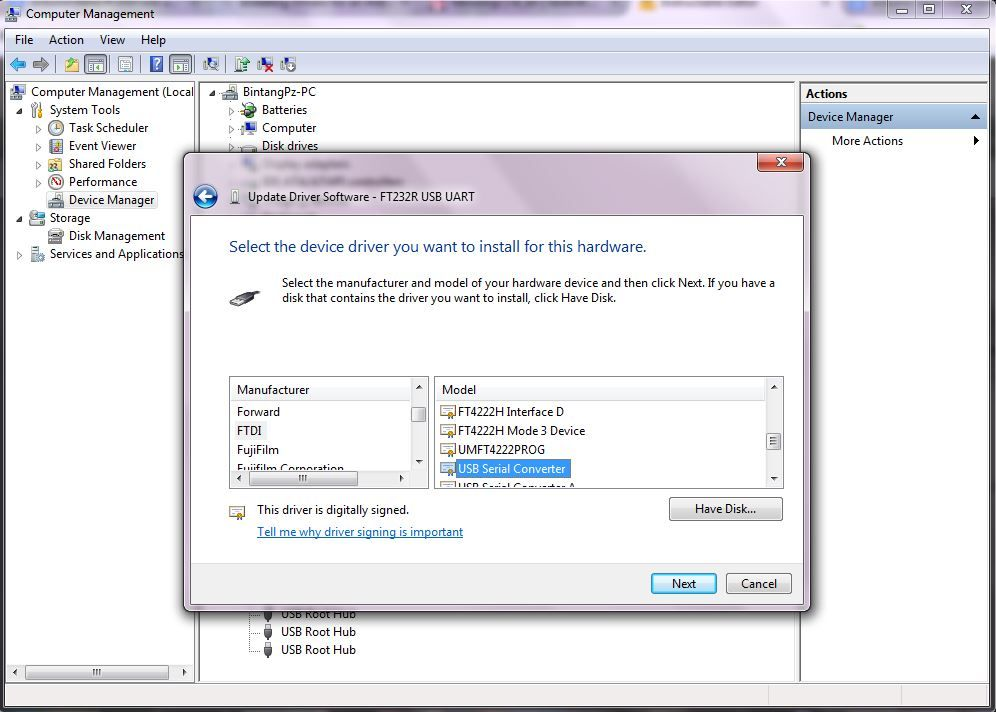 Computer Management
File Action View Help
Computer Management (Local
System Tools
Task Scheduler
Event Viewer
Shared Folders
Performance
Device Manager
Storage
Disk Management
Services and Applications
BintangPz-PC
Batteries
Computer
Disk drives
Display adapters
Update Driver Software - FT232R USB UART
Select the device driver you want to install for this hardware.
Select the manufacturer and model of your hardware device and then click Next. If you have a
disk that contains the driver you want to install, click Have Disk.
Manufacturer
Forward
FTDI
FujiFilm
Fujifilm Corporation
Model
FT4222H Interface D
FT4222H Mode 3 Device
UMFT4222PROG
USB Serial Converter
USB Serial Converter A
This driver is digitally signed.
Tell me why driver signing is important
Have Disk...
Next
Cancel
USB Root Hub
USB Root Hub
USB Root Hub
Actions
Device Manager
More Actions